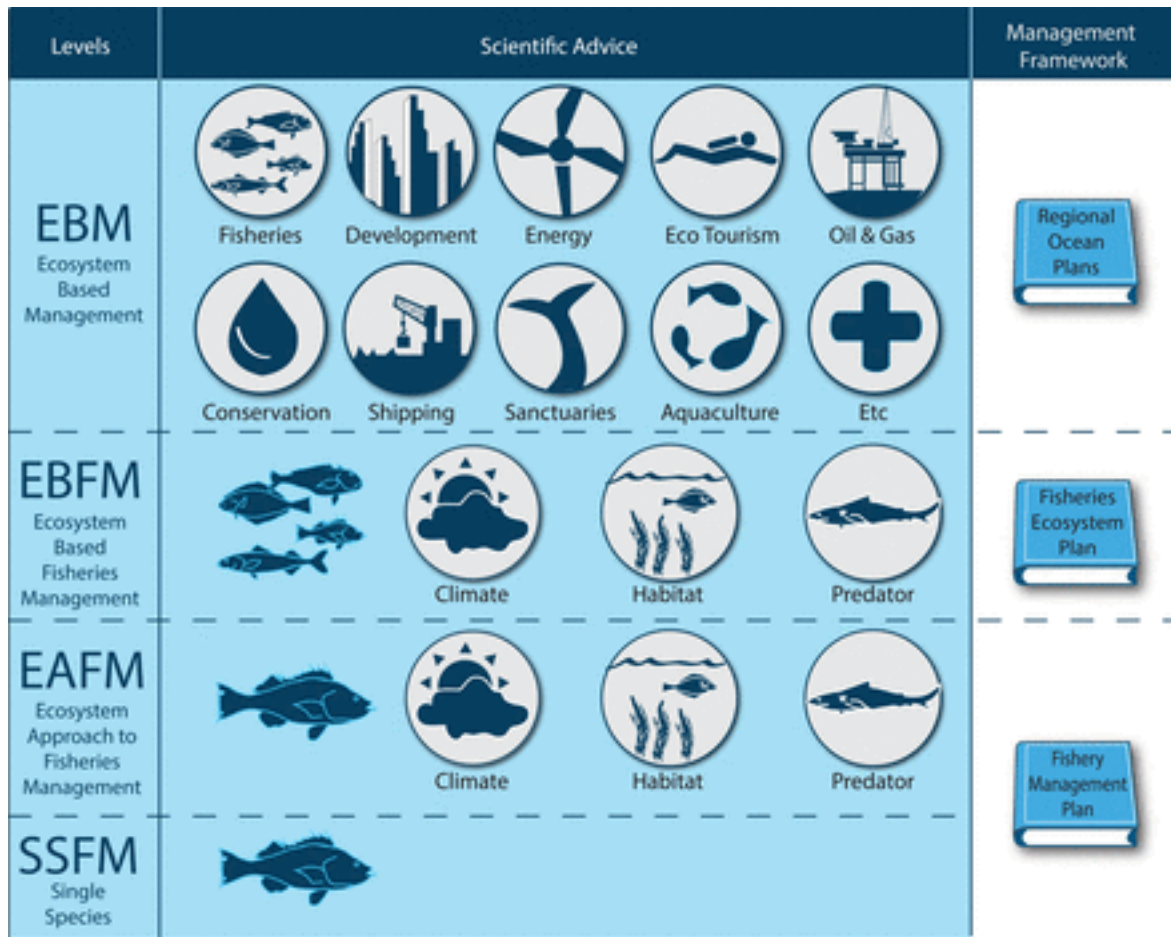 Levels
Scientific Advice
Management
Framework
EBM
Ecosystem
Based
Management
Fisheries
Development
Energy
Eco Tourism
Oil & Gas
Conservation
Shipping
Sanctuaries
Aquaculture
Etc
Regional
Ocean
Plans
EBFM
Ecosystem
Based
Fisheries
Management
Climate
Habitat
Predator
Fisheries
Ecosystem
Plan
EAFM
Ecosystem
Approach to
Fisheries
Management
Climate
Habitat
Predator
Fishery
Management
Plan
SSFM
Single
Species